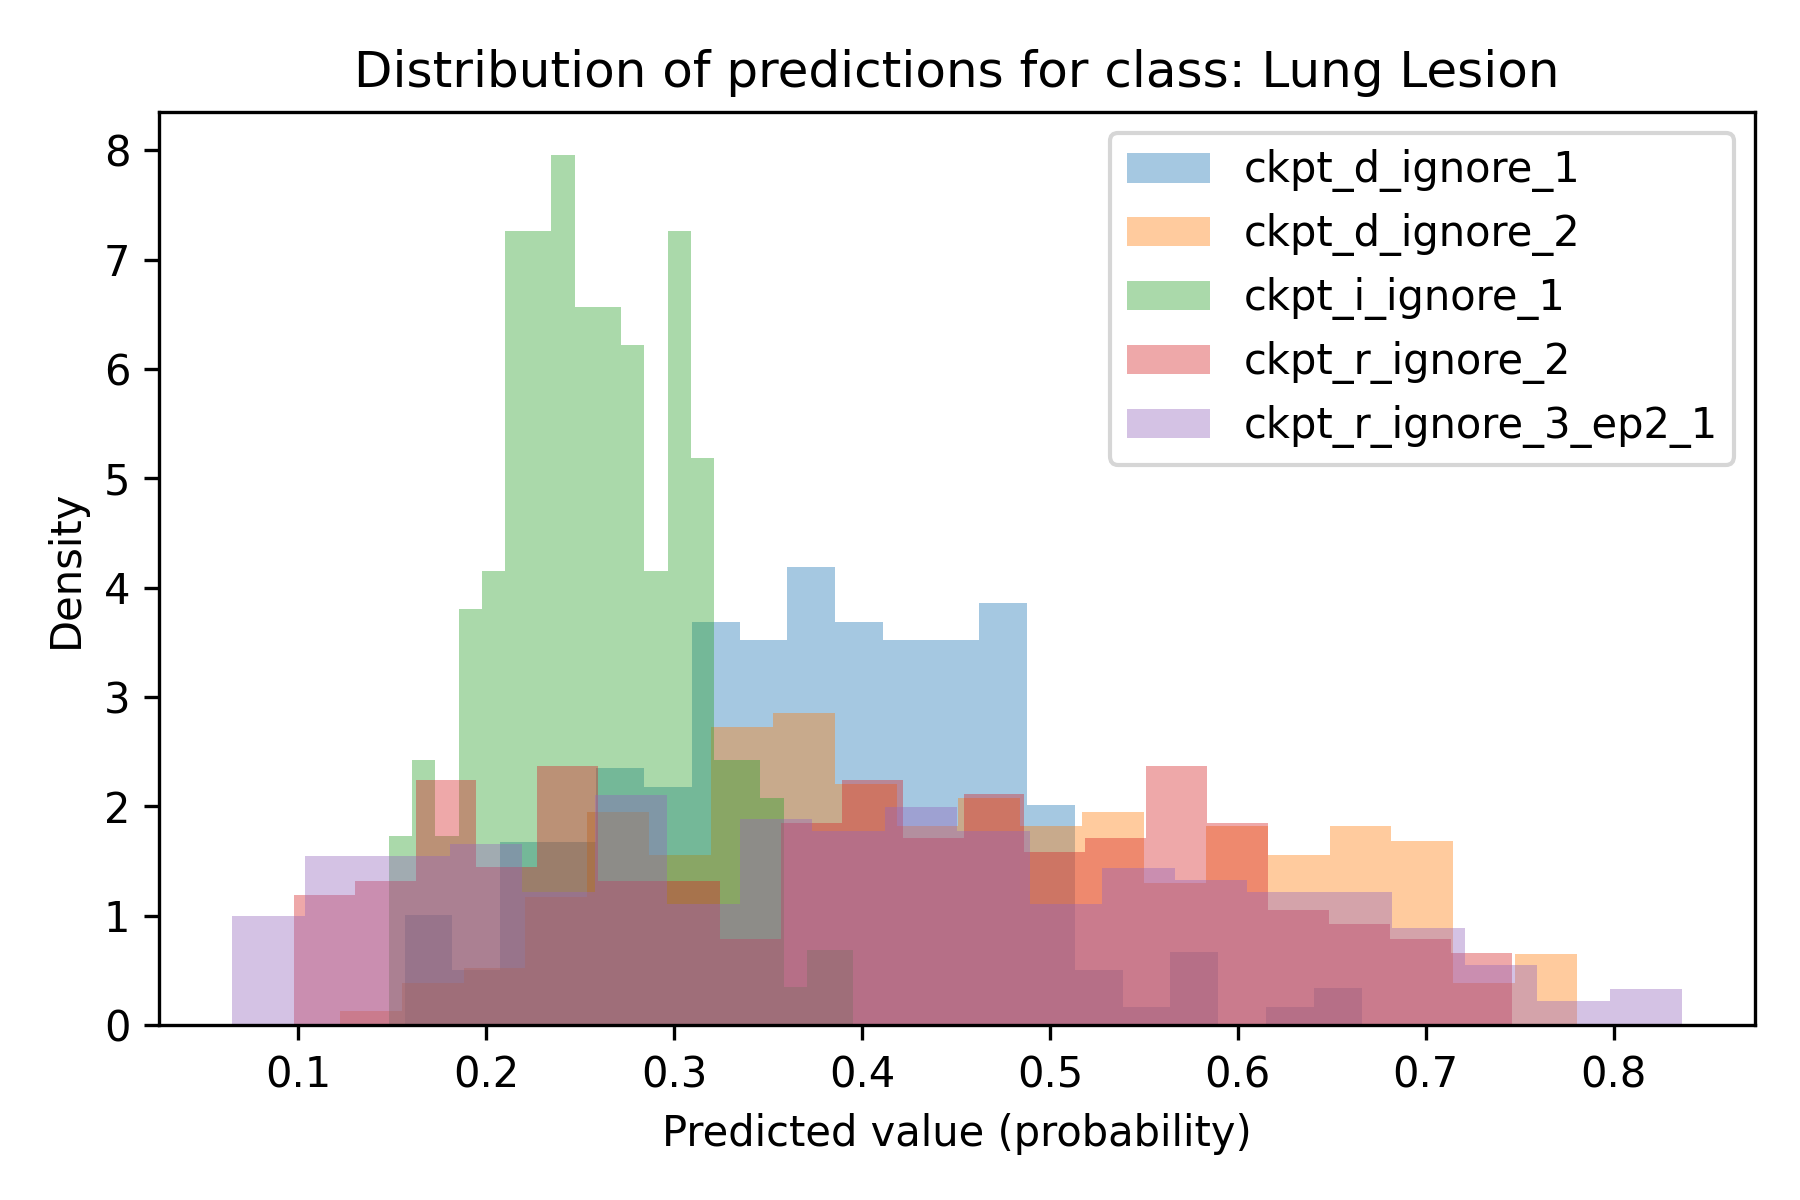 Distribution of predictions for class: Lung Lesion
8
7
6
5
4
3
2
1
0
Density
ckpt_d_ignore_1
ckpt_d_ignore_2
ckpt_i_ignore_1
ckpt_r_ignore_2
ckpt_r_ignore_3_ep2_1
0.1 0.2 0.3 0.4 0.5 0.6 0.7 0.8
Predicted value (probability)